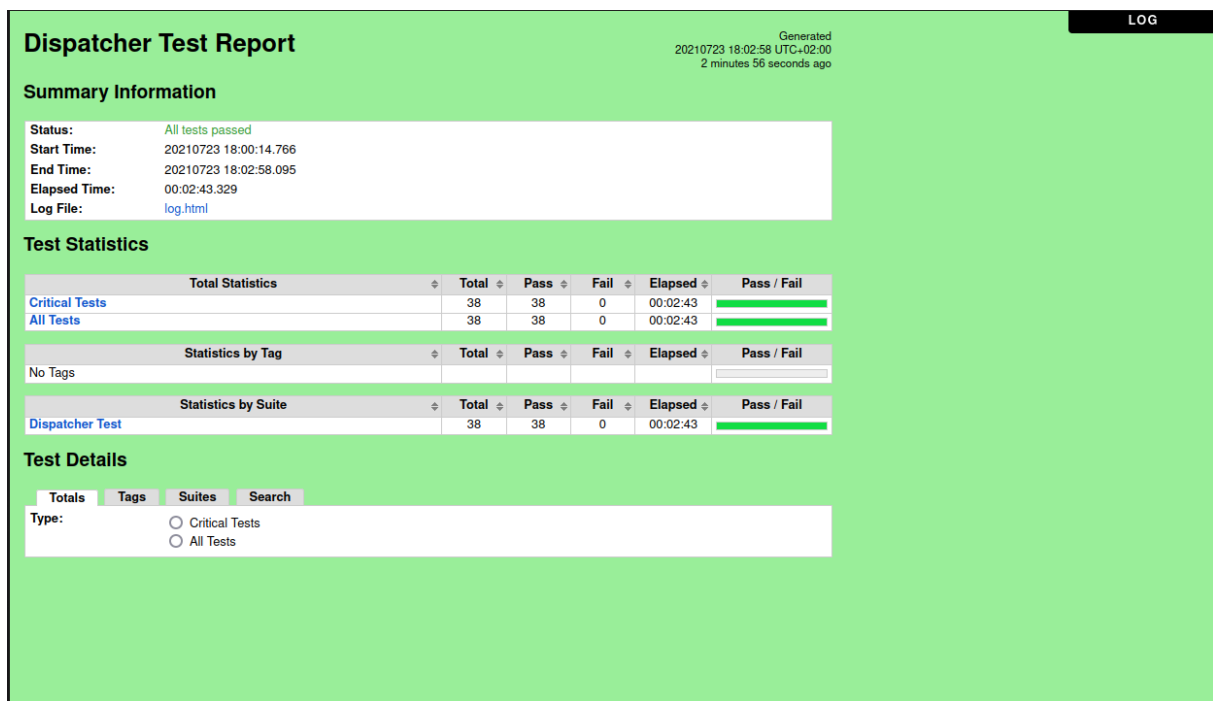 LOG
Dispatcher Test Report
Generated
20210723 18:02:58 UTC+02:00
2 minutes 56 seconds ago
Summary Information
Status: All tests passed
Start Time: 20210723 18:00:14.766
End Time: 20210723 18:02:58.095
Elapsed Time: 00:02:43.329
Log File: log.html
Test Statistics
Total Statistics Total Pass Fail Elapsed Pass / Fail
Critical Tests 38 38 0 00:02:43
All Tests 38 38 0 00:02:43
Statistics by Tag Total Pass Fail Elapsed Pass / Fail
No Tags
Statistics by Suite Total Pass Fail Elapsed Pass / Fail
Dispatcher Test 38 38 0 00:02:43
Test Details
Totals Tags Suites Search
Type: Critical Tests
All Tests